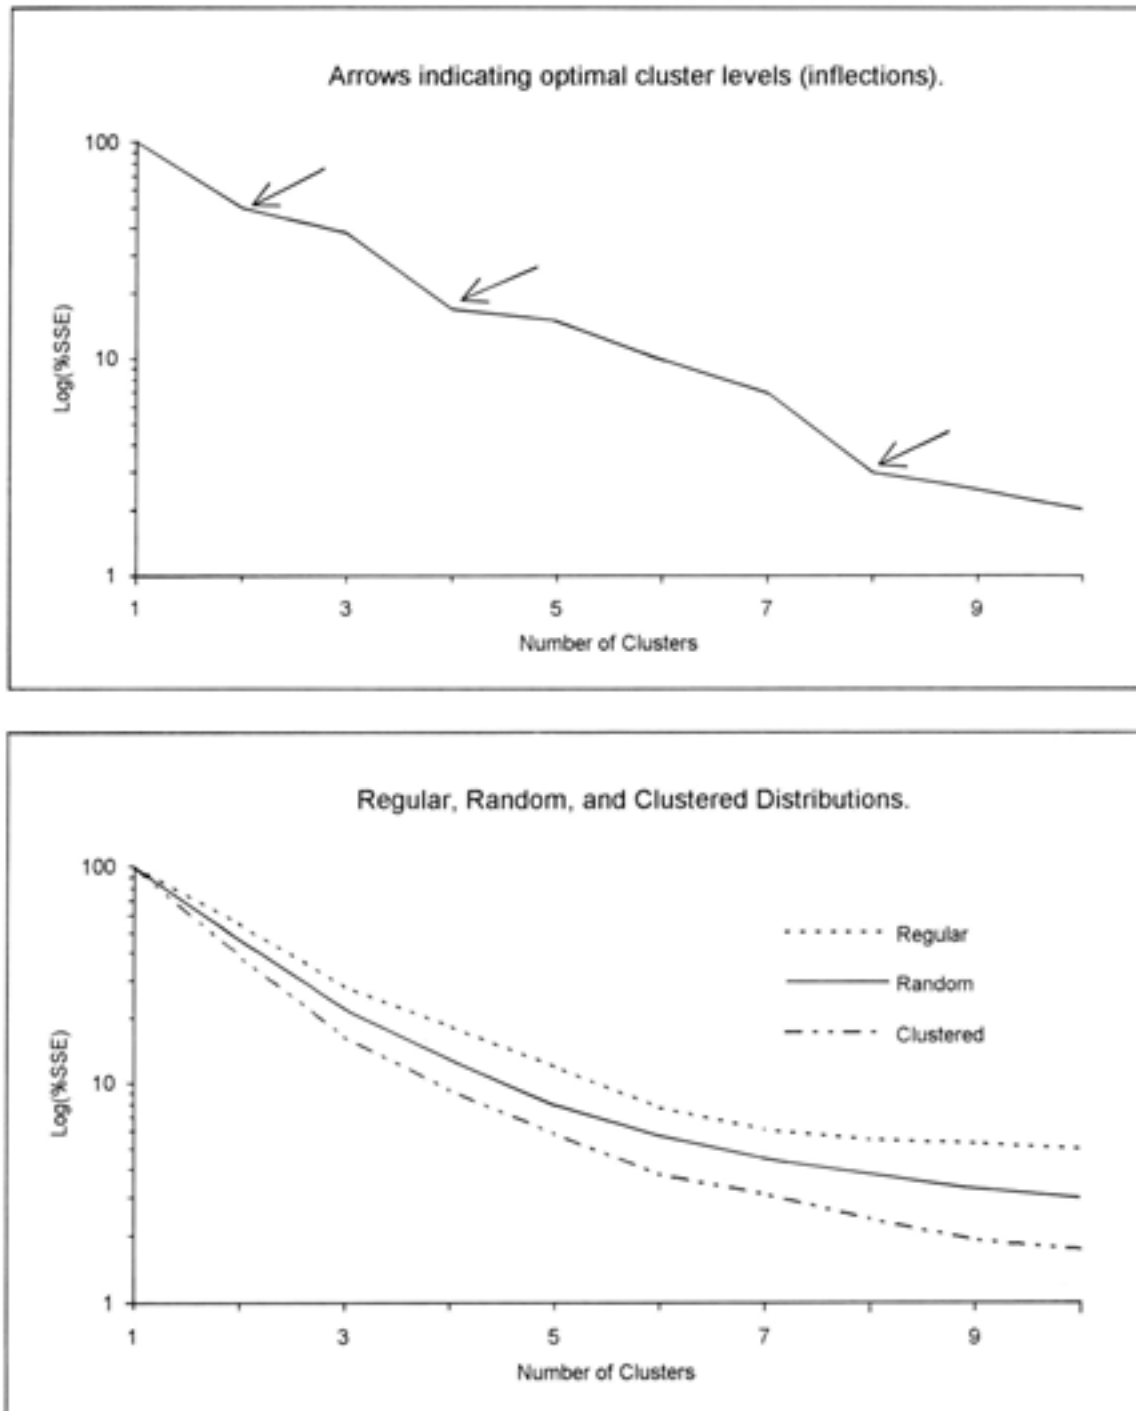 Arrows indicating optimal cluster levels (inflections).
100
10
1
Log(%SSE)
1 3 5 7 9
Number of Clusters
Regular, Random, and Clustered Distributions.
100
10
1
Log(%SSE)
Regular
Random
Clustered
1 3 5 7 9
Number of Clusters